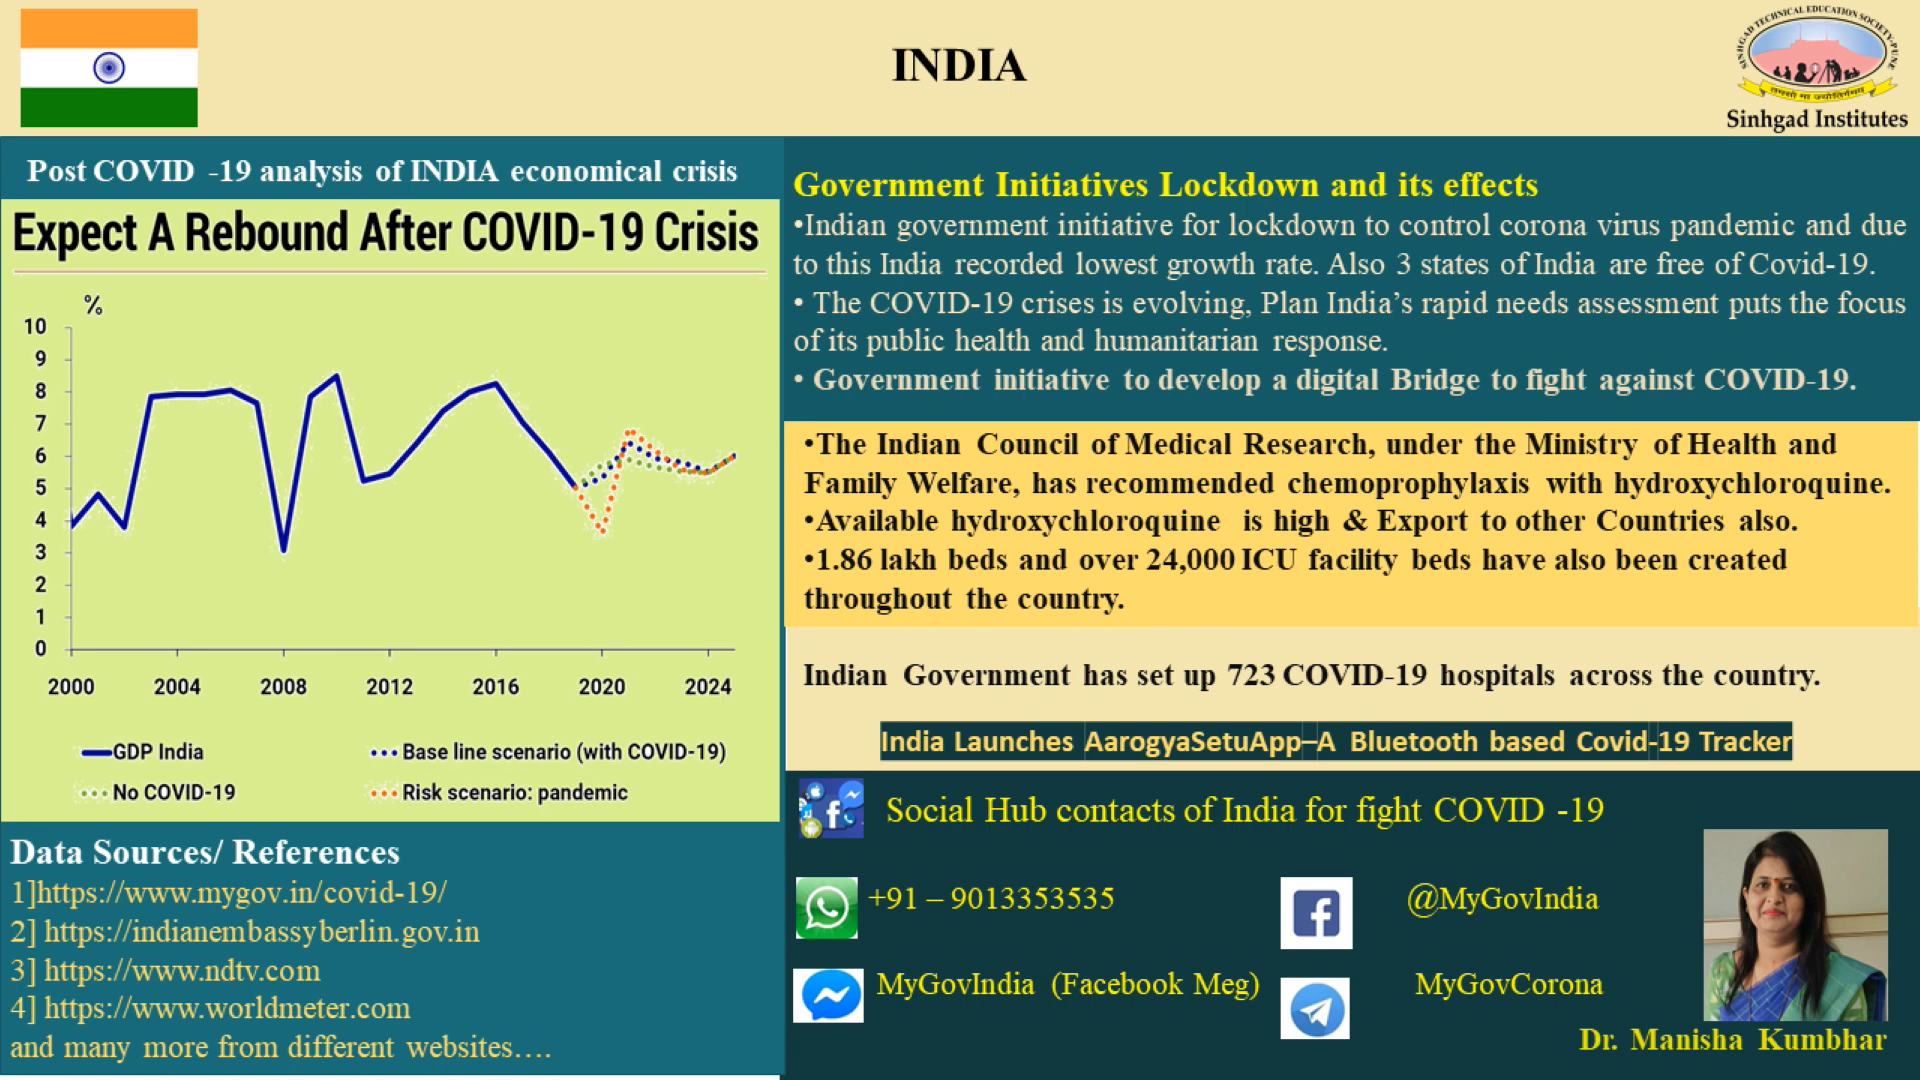 INDIA
SINHGAD TECHNICAL EDUCATION SOCIETY-PUNE
तमसो मा ज्योतिर्गमय
Sinhgad Institutes
Post COVID -19 analysis of INDIA economical crisis
Expect A Rebound After COVID-19 Crisis
%
10
9
8
7
6
5
4
3
2
1
0
2000 2004 2008 2012 2016 2020 2024
GDP India
Base line scenario (with COVID-19)
No COVID-19
Risk scenario: pandemic
Data Sources/ References
1]https://www.mygov.in/covid-19/
2] https://indianembassyberlin.gov.in
3] https://www.ndtv.com
4] https://www.worldmeter.com
and many more from different websites….
Government Initiatives Lockdown and its effects
•Indian government initiative for lockdown to control corona virus pandemic and due
to this India recorded lowest growth rate. Also 3 states of India are free of Covid-19.
• The COVID-19 crises is evolving, Plan India’s rapid needs assessment puts the focus
of its public health and humanitarian response.
• Government initiative to develop a digital Bridge to fight against COVID-19.
•The Indian Council of Medical Research, under the Ministry of Health and
Family Welfare, has recommended chemoprophylaxis with hydroxychloroquine.
•Available hydroxychloroquine is high & Export to other Countries also.
•1.86 lakh beds and over 24,000 ICU facility beds have also been created
throughout the country.
Indian Government has set up 723 COVID-19 hospitals across the country.
India Launches AarogyaSetuApp–A Bluetooth based Covid-19 Tracker
Social Hub contacts of India for fight COVID -19
+91 – 9013353535
@MyGovIndia
MyGovIndia (Facebook Meg)
MyGovCorona
Dr. Manisha Kumbhar